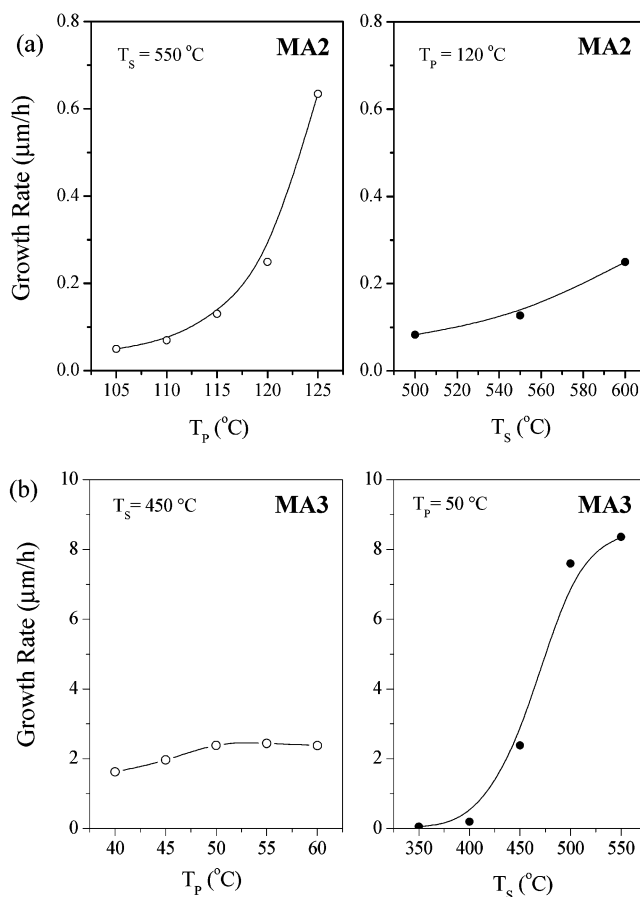 (a)
T_S = 550 °C MA2
Growth Rate (μm/h)
0.8
0.6
0.4
0.2
0.0
105 110 115 120 125
T_P (°C)
T_P = 120 °C MA2
0.8
0.6
0.4
0.2
0.0
500 520 540 560 580 600
T_S (°C)
(b)
T_S= 450 °C MA3
Growth Rate (μm/h)
10
8
6
4
2
0
40 45 50 55 60
T_P (°C)
T_P= 50 °C MA3
10
8
6
4
2
0
350 400 450 500 550
T_S (°C)